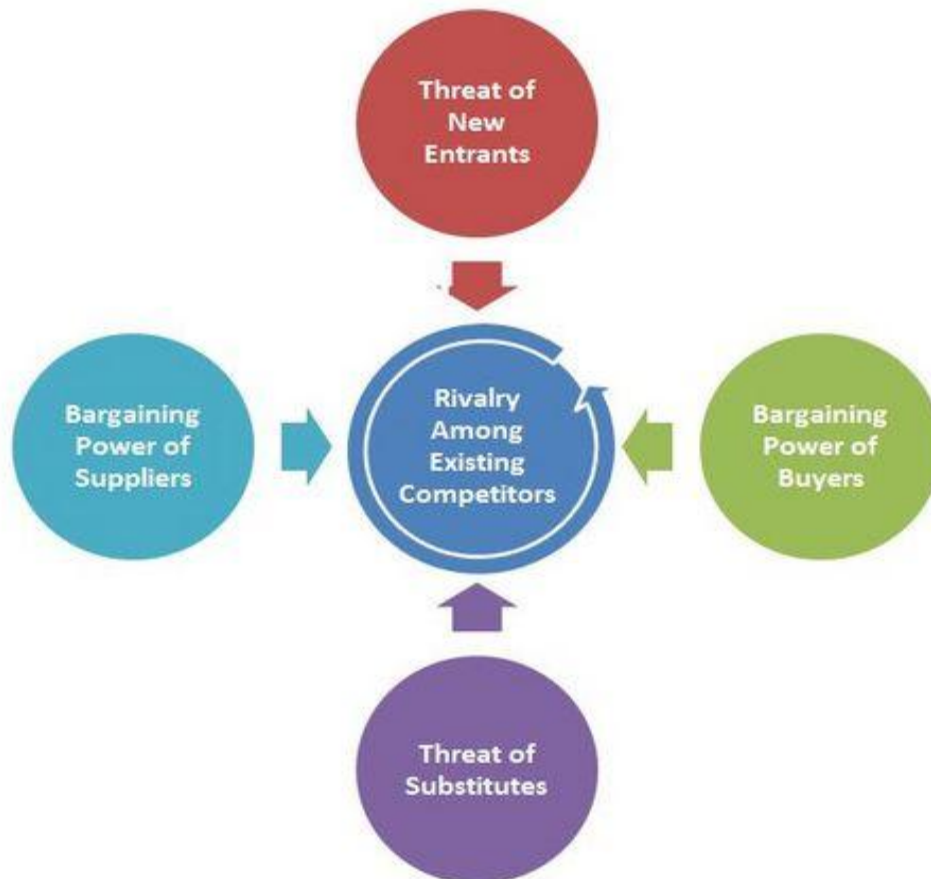 Threat of
New
Entrants
Bargaining
Power of
Suppliers
Rivalry
Among
Existing
Competitors
Bargaining
Power of
Buyers
Threat of
Substitutes